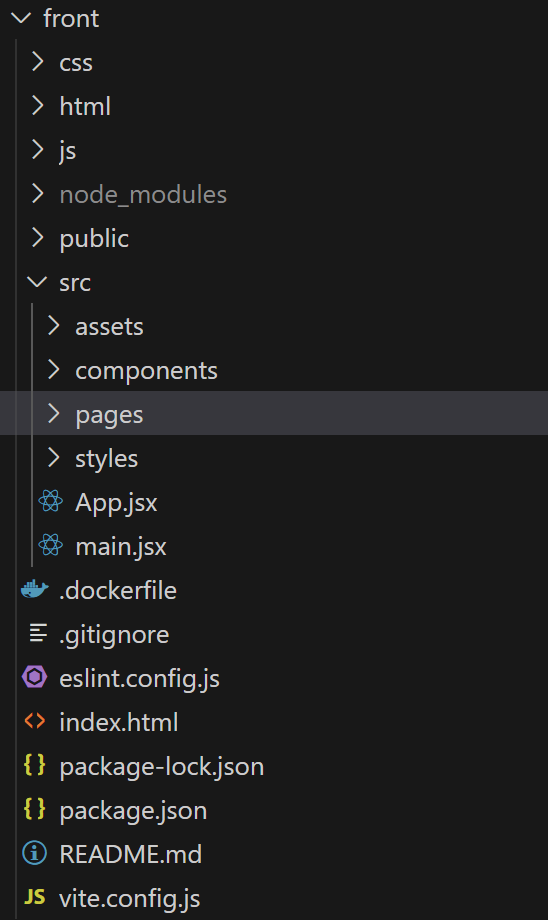 front
css
html
js
node_modules
public
src
assets
components
pages
styles
App.jsx
main.jsx
.dockerfile
.gitignore
eslint.config.js
index.html
package-lock.json
package.json
README.md
JS vite.config.js